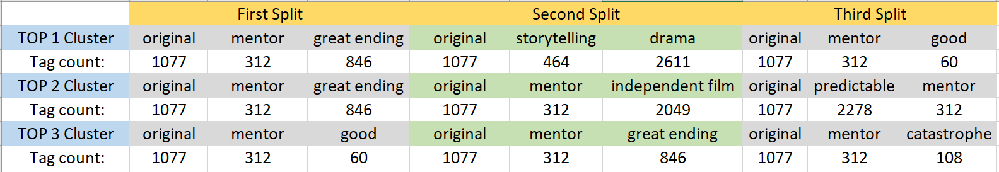 First Split Second Split Third Split
TOP 1 Cluster original mentor great ending original storytelling drama original mentor good
Tag count: 1077 312 846 1077 464 2611 1077 312 60
TOP 2 Cluster original mentor great ending original mentor independent film original predictable mentor
Tag count: 1077 312 846 1077 312 2049 1077 2278 312
TOP 3 Cluster original mentor good original mentor great ending original mentor catastrophe
Tag count: 1077 312 60 1077 312 846 1077 312 108